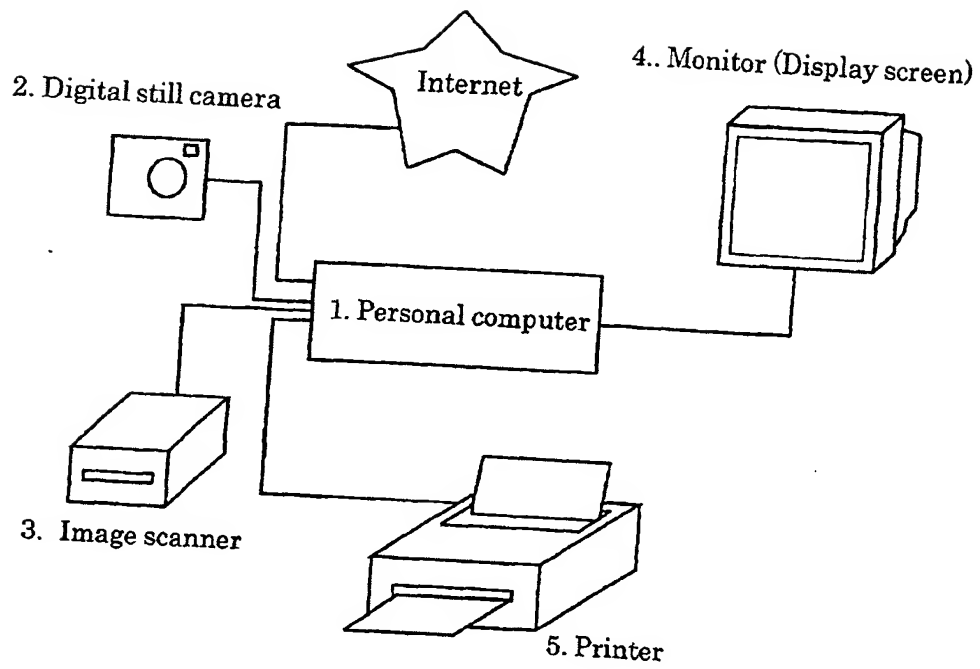 Internet
4.. Monitor (Display screen)
2. Digital still camera
1. Personal computer
3. Image scanner
5. Printer